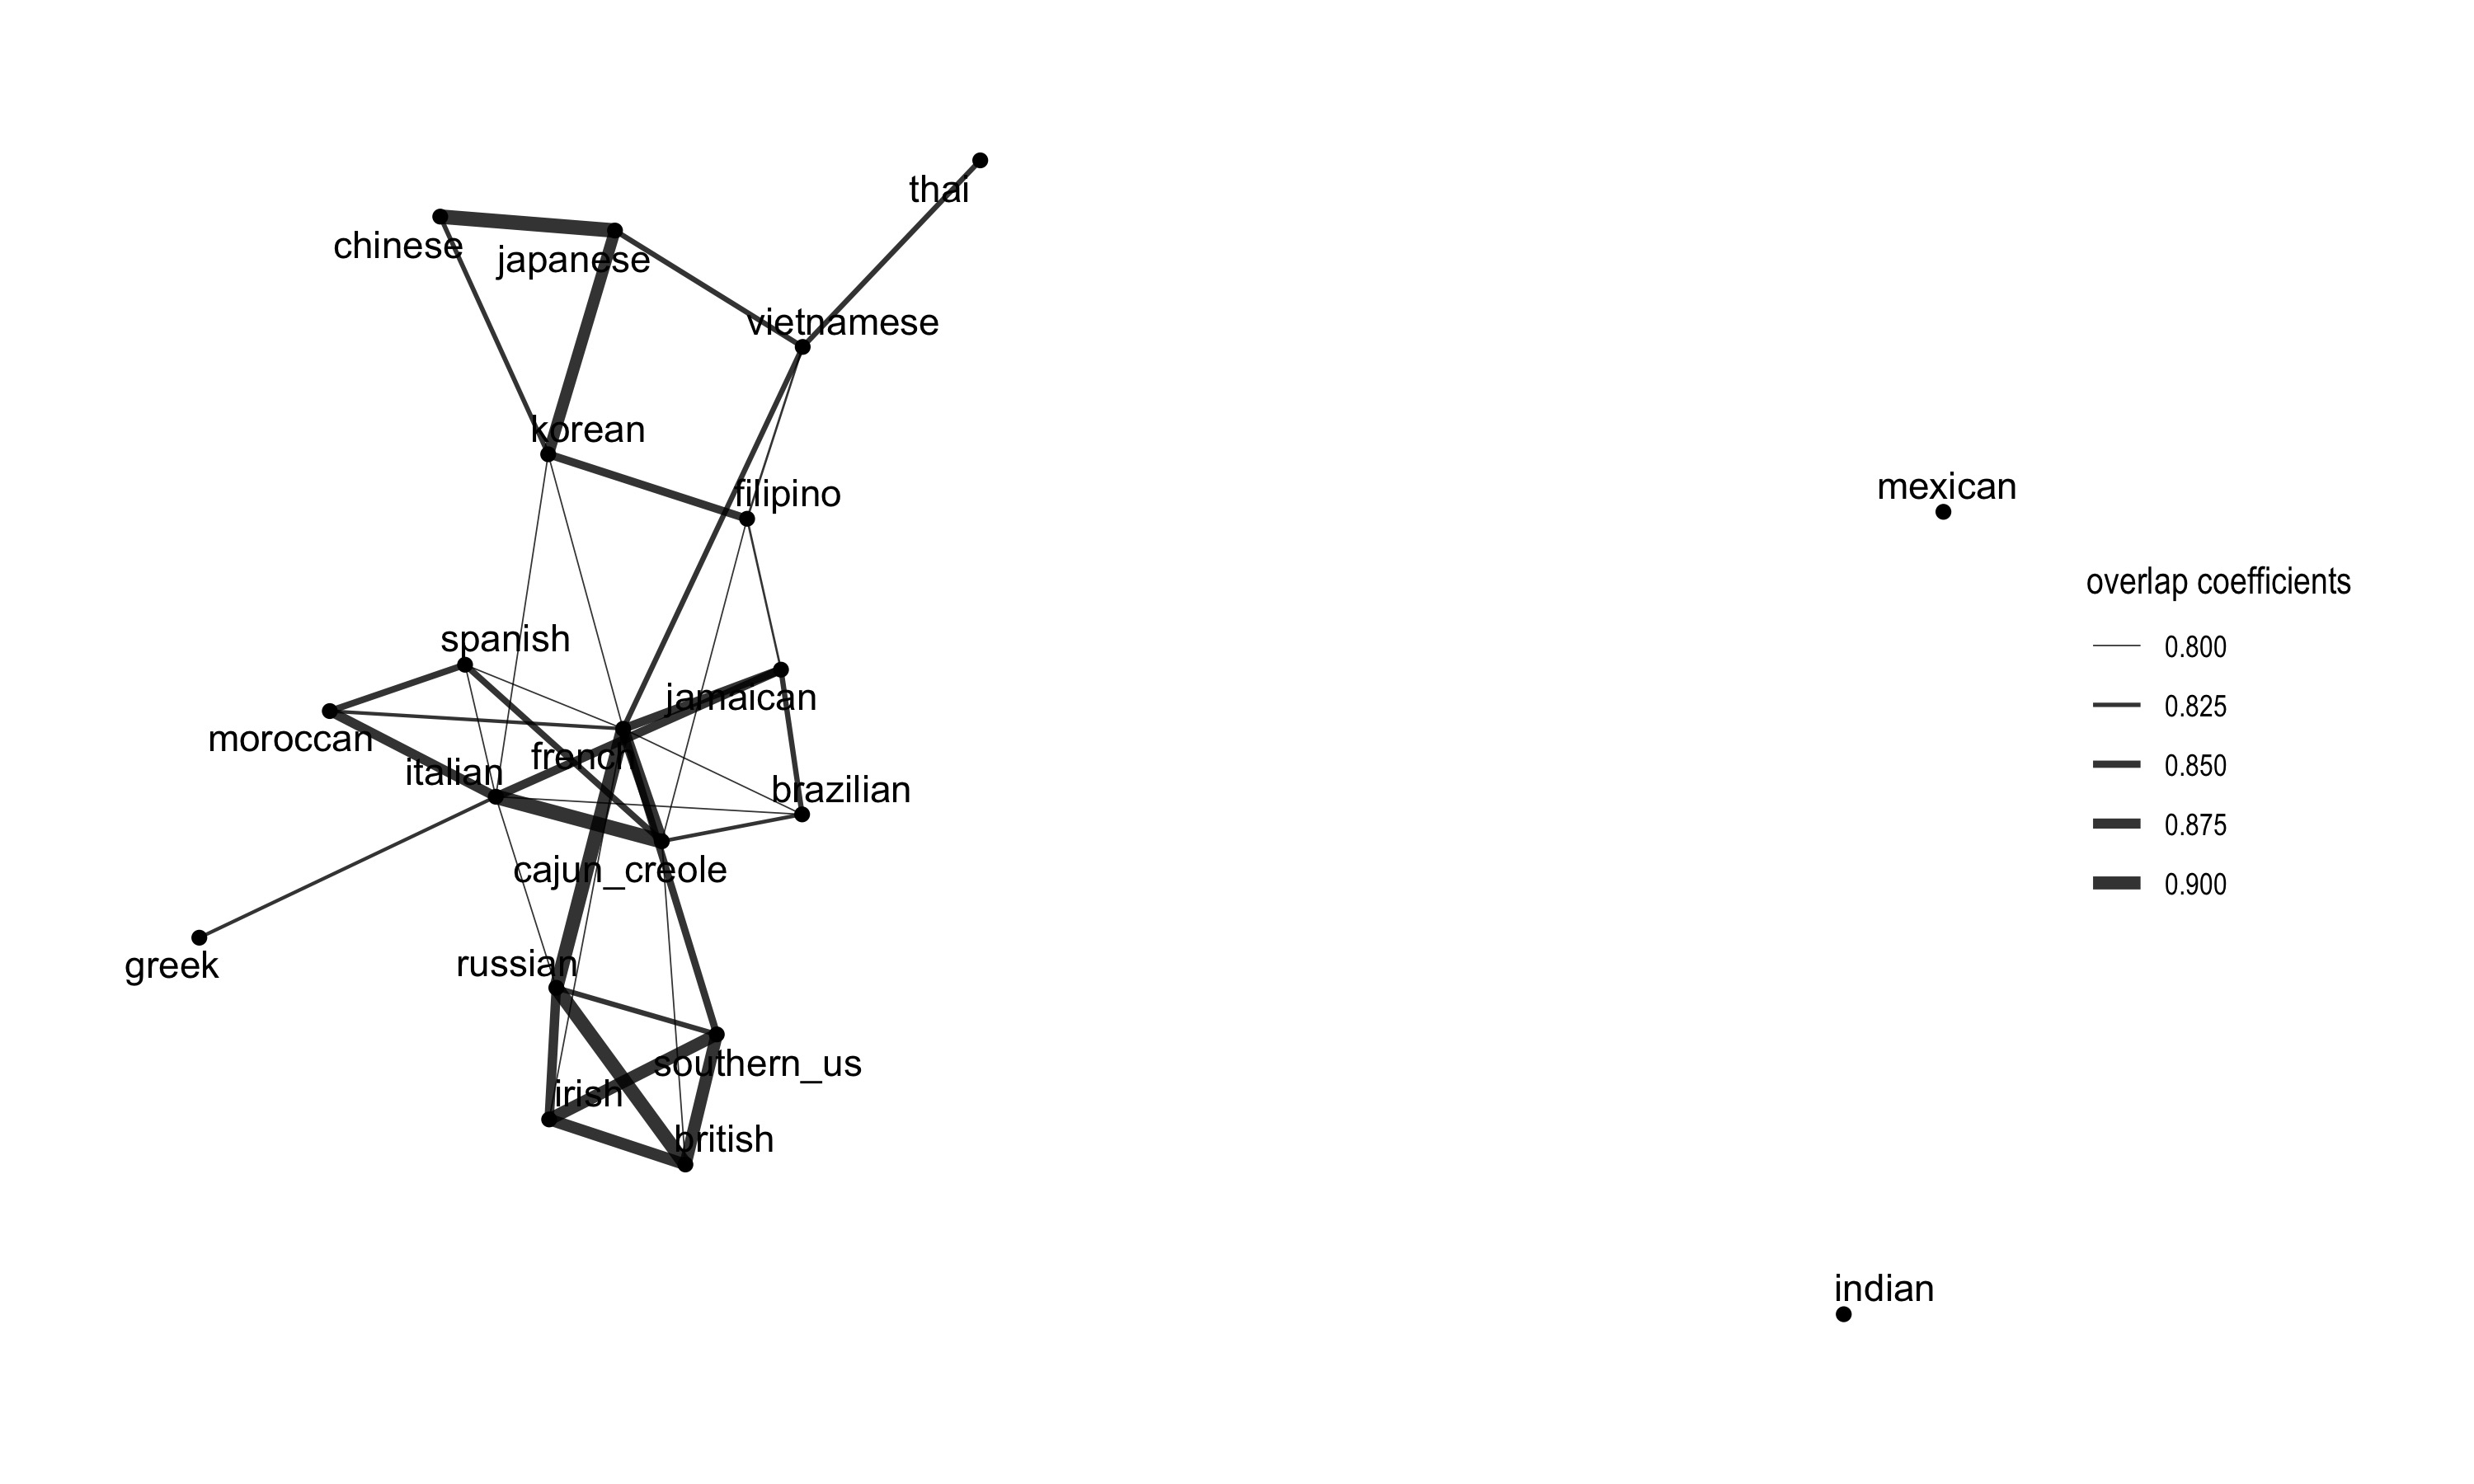 thai
chinese
japanese
vietnamese
korean
filipino
mexican
overlap coefficients
0.800
0.825
0.850
0.875
0.900
spanish
jamaican
moroccan
french
italian
brazilian
cajun_creole
greek
russian
southern_us
irish
british
indian